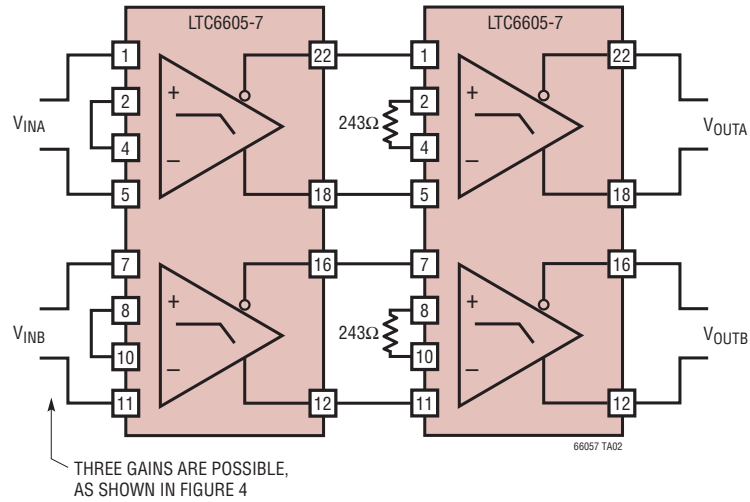 LTC6605-7
LTC6605-7
1
22
1
22
2
2
VINA
243Ω
VOUTA
4
4
5
18
5
18
7
16
7
16
8
8
VINB
243Ω
VOUTB
10
10
11
12
11
12
66057 TA02
THREE GAINS ARE POSSIBLE,
AS SHOWN IN FIGURE 4
+
–
+
–
+
–
+
–